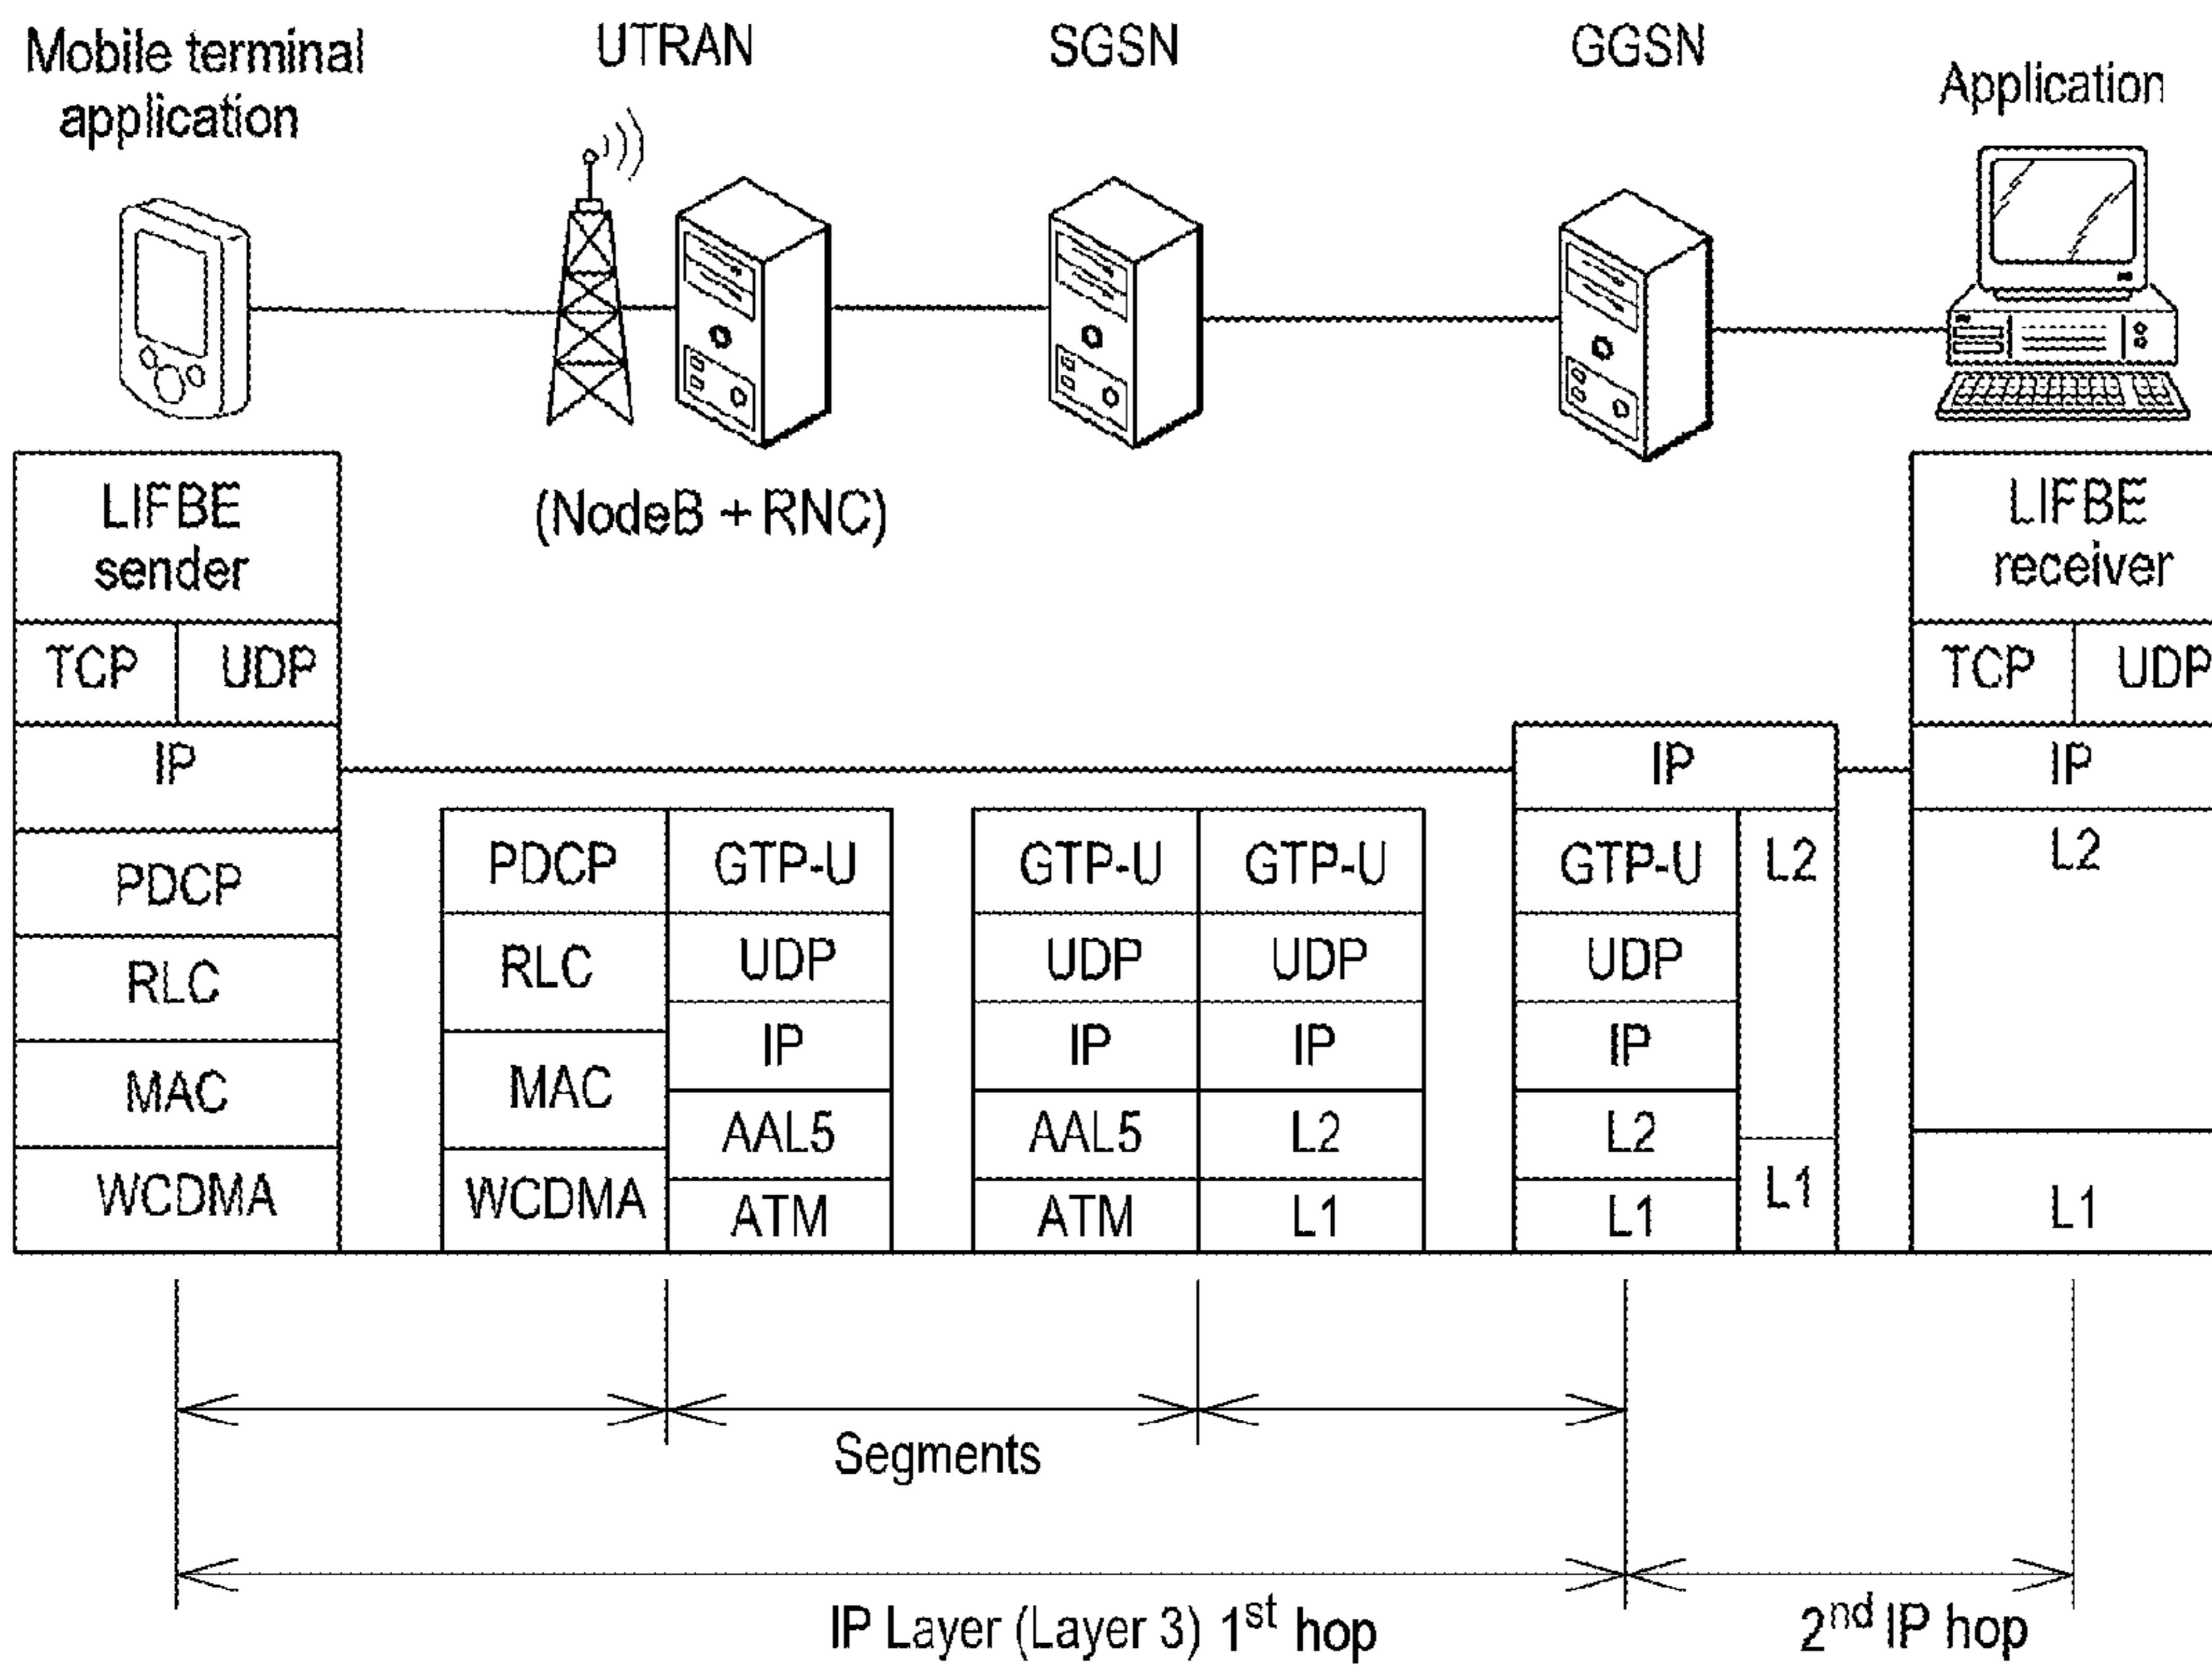 Mobile terminal
application
UTRAN
SGSN
GGSN
Application
(NodeB + RNC)
LIFBE
sender
TCP UDP
IP
PDCP
RLC
MAC
WCDMA
PDCP
RLC
MAC
WCDMA
GTP-U
UDP
IP
AAL5
ATM
GTP-U
UDP
IP
AAL5
ATM
GTP-U
UDP
IP
L2
L1
IP
GTP-U
UDP
IP
L2
L1
L2
L1
LIFBE
receiver
TCP UDP
IP
L2
L1
Segments
IP Layer (Layer 3) 1st hop
2nd IP hop